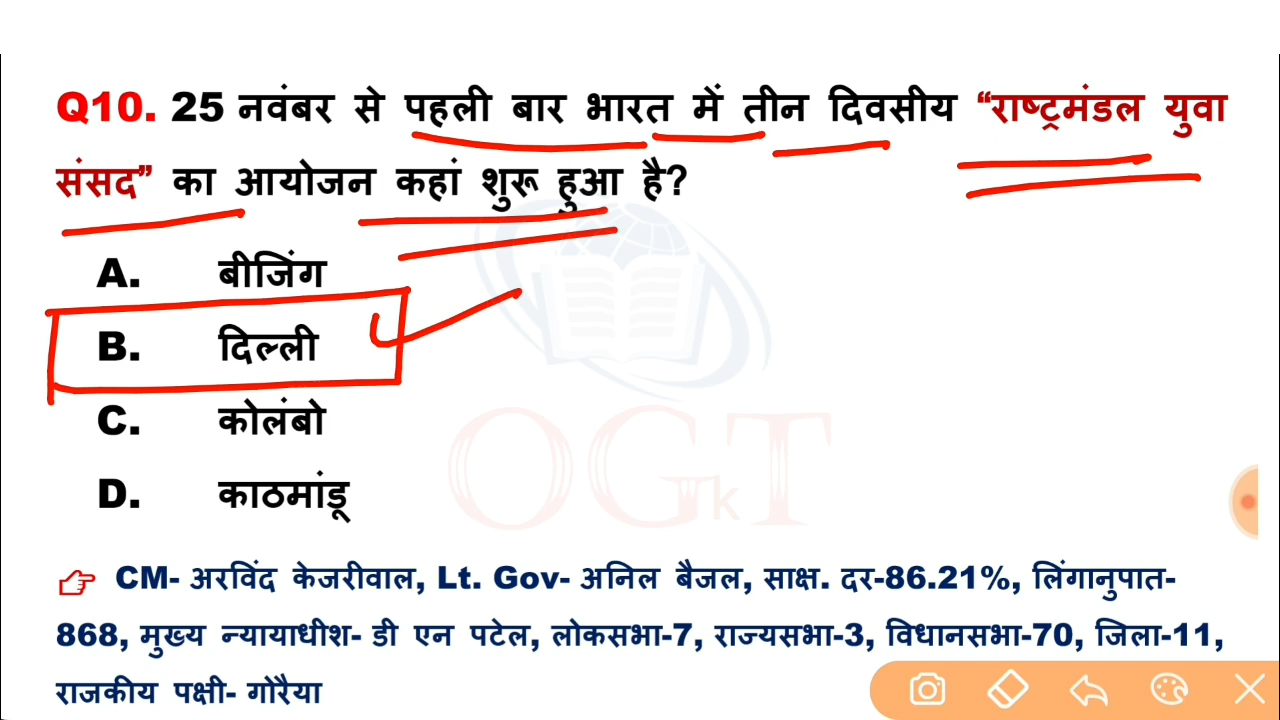 Q10. 25 नवंबर से पहली बार भारत में तीन दिवसीय “राष्ट्रमंडल युवा
संसद” का आयोजन कहां शुरू हुआ है?
A. बीजिंग
B. दिल्ली
C. कोलंबो
D. काठमांडू
OGkT
CM- अरविंद केजरीवाल, Lt. Gov- अनिल बैजल, साक्ष. दर-86.21%, लिंगानुपात-
868, मुख्य न्यायाधीश- डी एन पटेल, लोकसभा-7, राज्यसभा-3, विधानसभा-70, जिला-11,
राजकीय पक्षी- गोरैया